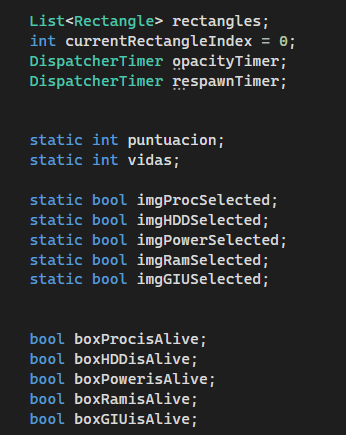 List<Rectangle> rectangles;
int currentRectangleIndex = 0;
DispatcherTimer opacityTimer;
DispatcherTimer respawnTimer;
static int puntuacion;
static int vidas;
static bool imgProcSelected;
static bool imgHDDSelected;
static bool imgPowerSelected;
static bool imgRamSelected;
static bool imgGIUSelected;
bool boxProcisAlive;
bool boxHDDisAlive;
bool boxPowerisAlive;
bool boxRamisAlive;
bool boxGIUisAlive;